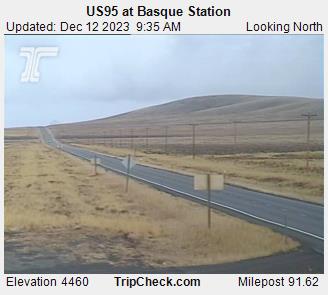 US95 at Basque Station
Updated: Dec 12 2023 9:35 AM Looking North
Elevation 4460 TripCheck.com Milepost 91.62